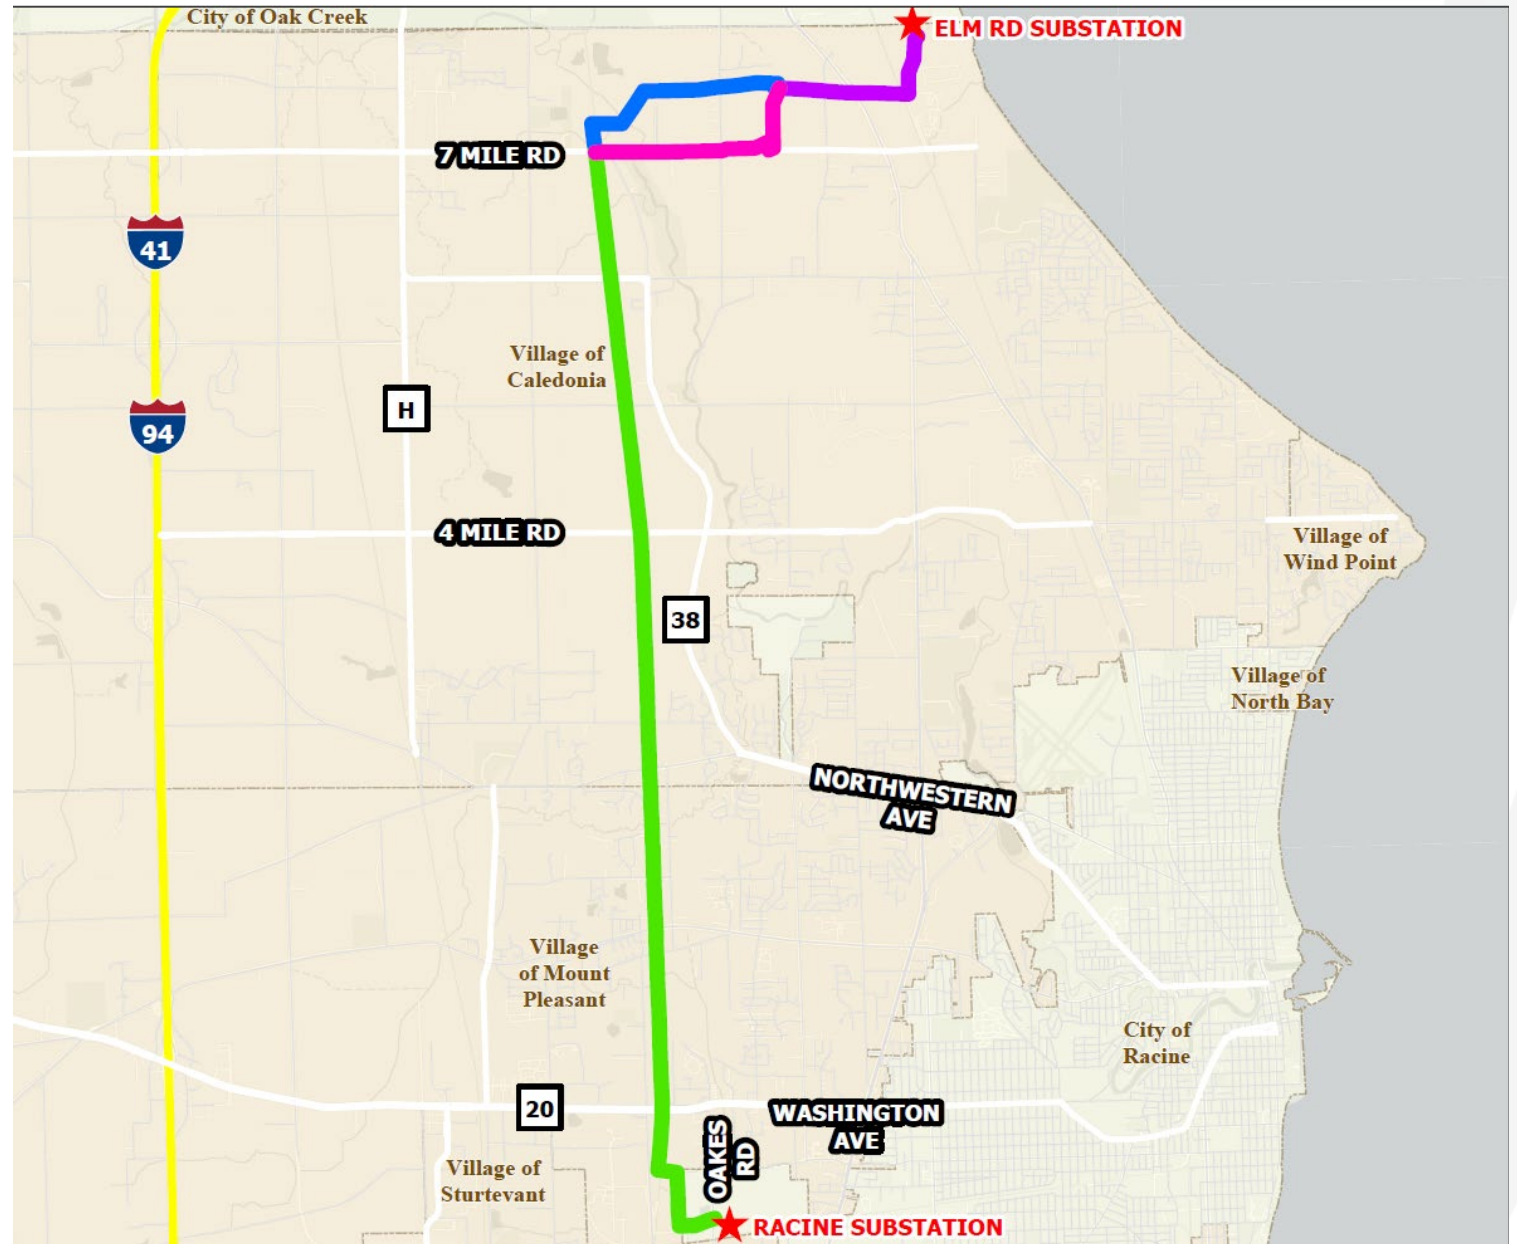 City of Oak Creek
ELM RD SUBSTATION
7 MILE RD
41
Village of
Caledonia
H
94
4 MILE RD
Village of
Wind Point
38
Village of
North Bay
NORTHWESTERN
AVE
Village
of Mount
Pleasant
City of
Racine
20
WASHINGTON
AVE
OAKES
RD
Village of
Sturtevant
RACINE SUBSTATION